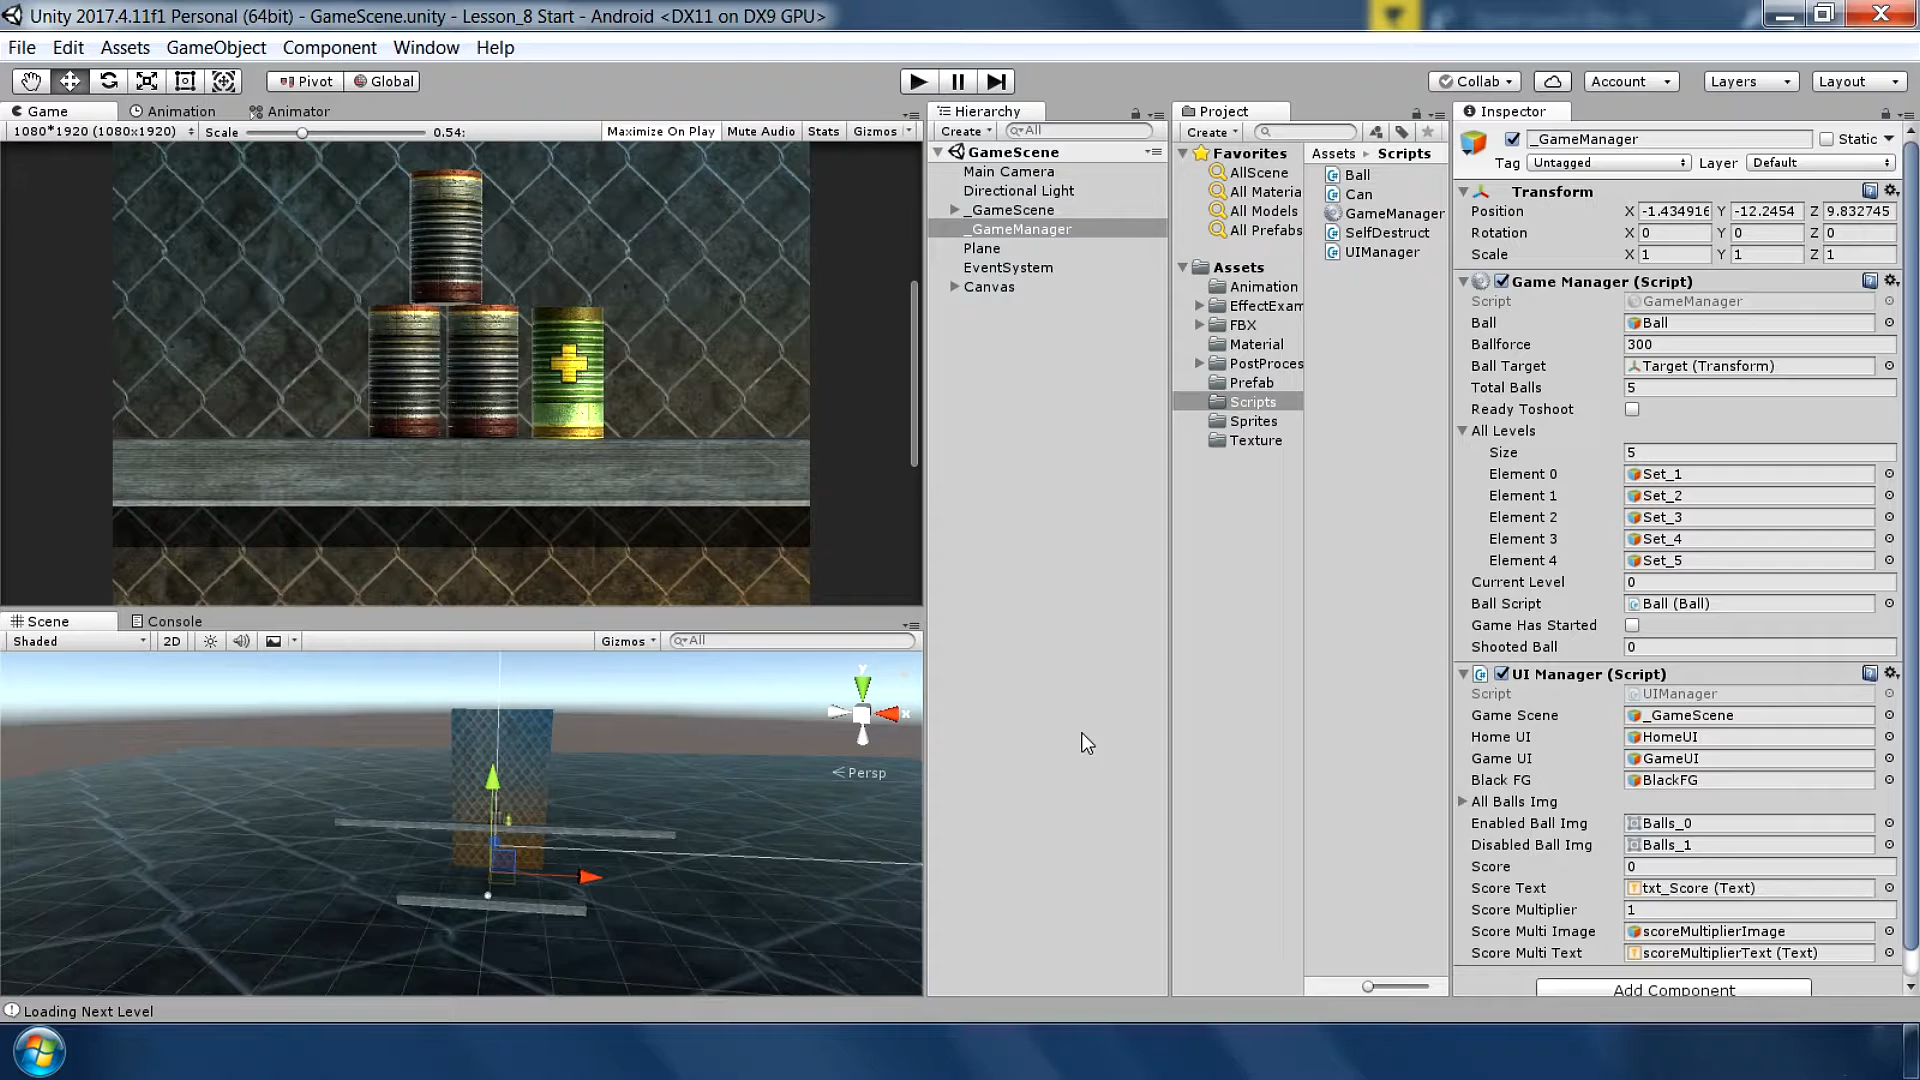 Unity 2017.4.11f1 Personal (64bit) - GameScene.unity - Lesson_8 Start - Android <DX11 on DX9 GPU>
File Edit Assets GameObject Component Window Help
Pivot Global Collab Account Layers Layout
Game Animation Animator
1080*1920 (1080x1920) Scale 0.54: Maximize On Play Mute Audio Stats Gizmos
Hierarchy
Create All
GameScene
Main Camera
Directional Light
_GameScene
_GameManager
Plane
EventSystem
Canvas
Project
Create
Favorites
AllScene
All Materia
All Models
All Prefabs
Assets
Animation
EffectExam
FBX
Material
PostProces
Prefab
Scripts
Sprites
Texture
Assets Scripts
Ball
Can
GameManager
SelfDestruct
UIManager
Inspector
_GameManager Static
Tag Untagged Layer Default
Transform
Position X -1.434916 Y -12.2454 Z 9.832745
Rotation X 0 Y 0 Z 0
Scale X 1 Y 1 Z 1
Game Manager (Script)
Script GameManager
Ball Ball
Ballforce 300
Ball Target Target (Transform)
Total Balls 5
Ready Toshoot
All Levels
Size 5
Element 0 Set_1
Element 1 Set_2
Element 2 Set_3
Element 3 Set_4
Element 4 Set_5
Current Level 0
Ball Script Ball (Ball)
Game Has Started
Shooted Ball 0
UI Manager (Script)
Script UIManager
Game Scene _GameScene
Home UI HomeUI
Game UI GameUI
Black FG BlackFG
All Balls Img
Enabled Ball Img Balls_0
Disabled Ball Img Balls_1
Score 0
Score Text txt_Score (Text)
Score Multiplier 1
Score Multi Image scoreMultiplierImage
Score Multi Text scoreMultiplierText (Text)
Add Component
Scene Console
Shaded 2D Gizmos All
y
x
Persp
Loading Next Level